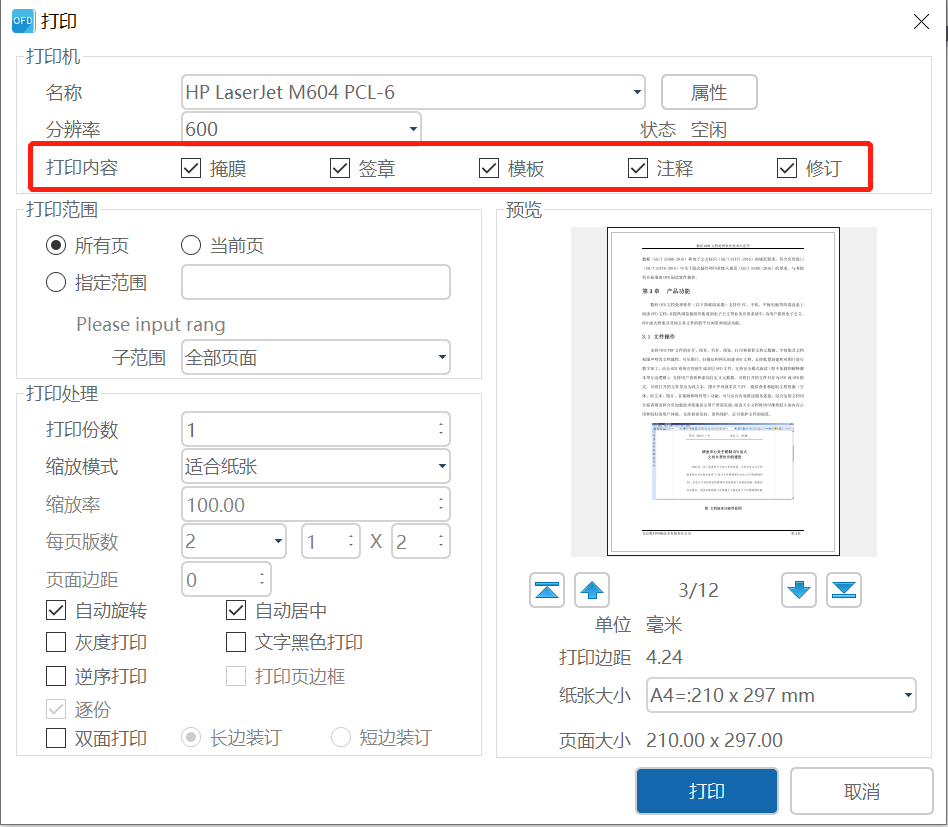 OFD 打印
打印机
名称 HP LaserJet M604 PCL-6 属性
分辨率 600 状态 空闲
打印内容 掩膜 签章 模板 注释 修订
打印范围
所有页 当前页
指定范围
Please input rang
子范围 全部页面
打印处理
打印份数 1
缩放模式 适合纸张
缩放率 100.00
每页版数 2 1 X 2
页面边距 0
自动旋转 自动居中
灰度打印 文字黑色打印
逆序打印 打印页边框
逐份
双面打印 长边装订 短边装订
预览
第3章 产品功能
3.1 文件操作
3/12
单位 毫米
打印边距 4.24
纸张大小 A4=:210 x 297 mm
页面大小 210.00 x 297.00
打印 取消